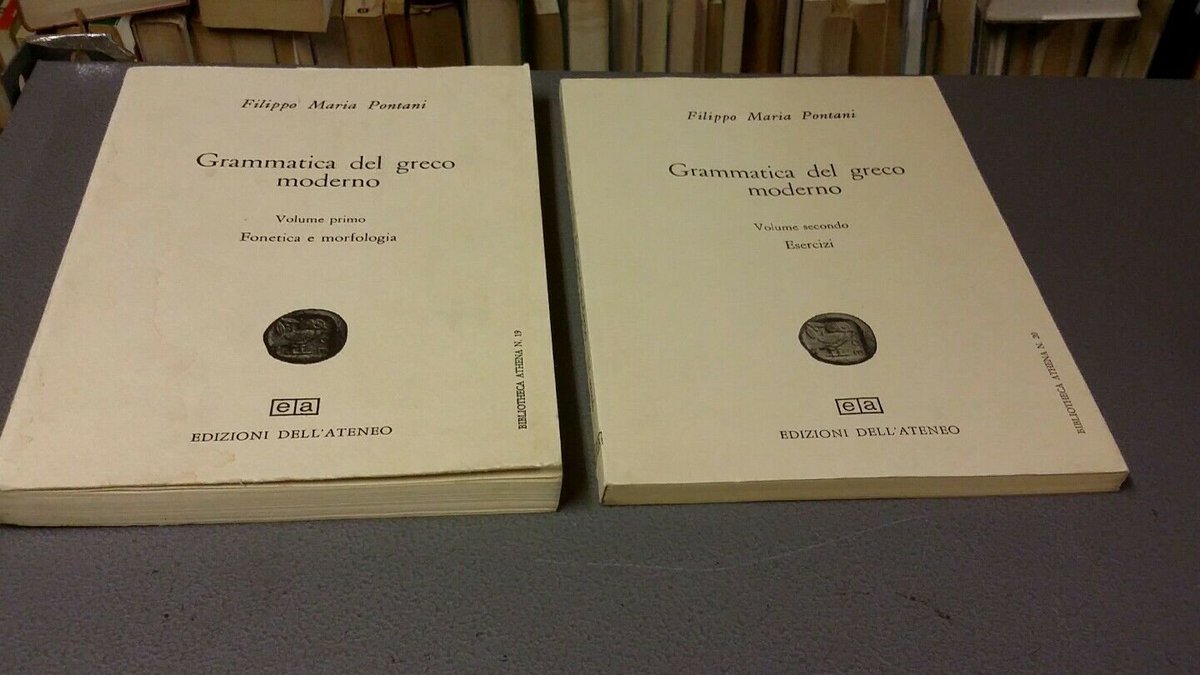 Filippo Maria Pontani
Grammatica del greco
moderno
Volume primo
Fonetica e morfologia
BIBLIOTHECA ATHENA N. 19
ea
EDIZIONI DELL'ATENEO
Filippo Maria Pontani
Grammatica del greco
moderno
Volume secondo
Esercizi
BIBLIOTHECA ATHENA N. 20
ea
EDIZIONI DELL'ATENEO